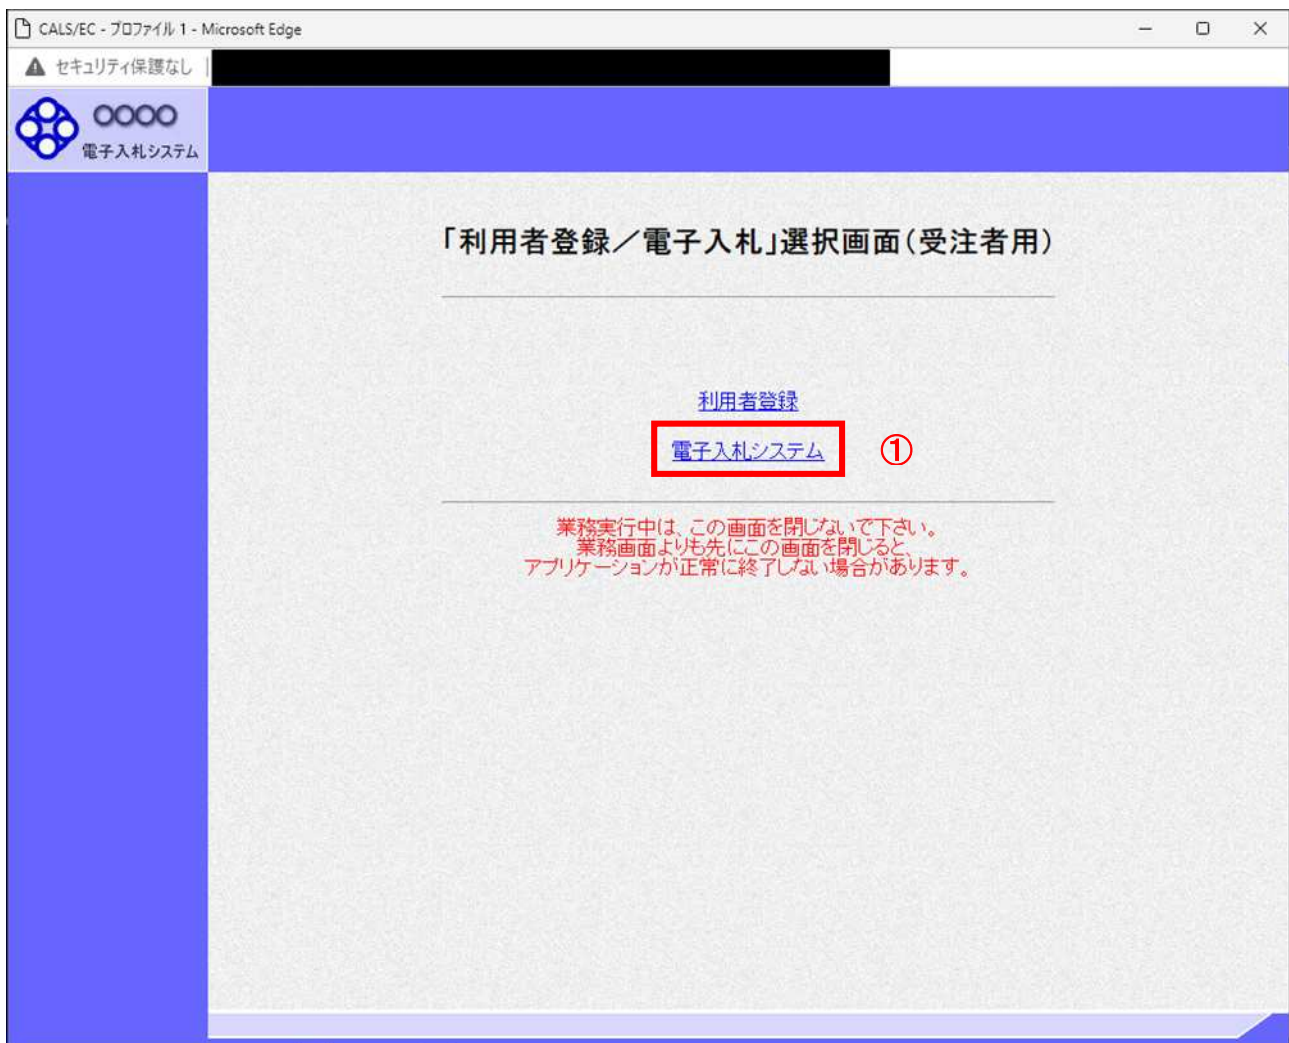 CALS/EC - プロファイル 1 - Microsoft Edge
セキュリティ保護なし
○○○○
電子入札システム
「利用者登録／電子入札」選択画面（受注者用）
利用者登録
電子入札システム
①
業務実行中は、この画面を閉じないで下さい。
業務画面よりも先にこの画面を閉じると、
アプリケーションが正常に終了しない場合があります。